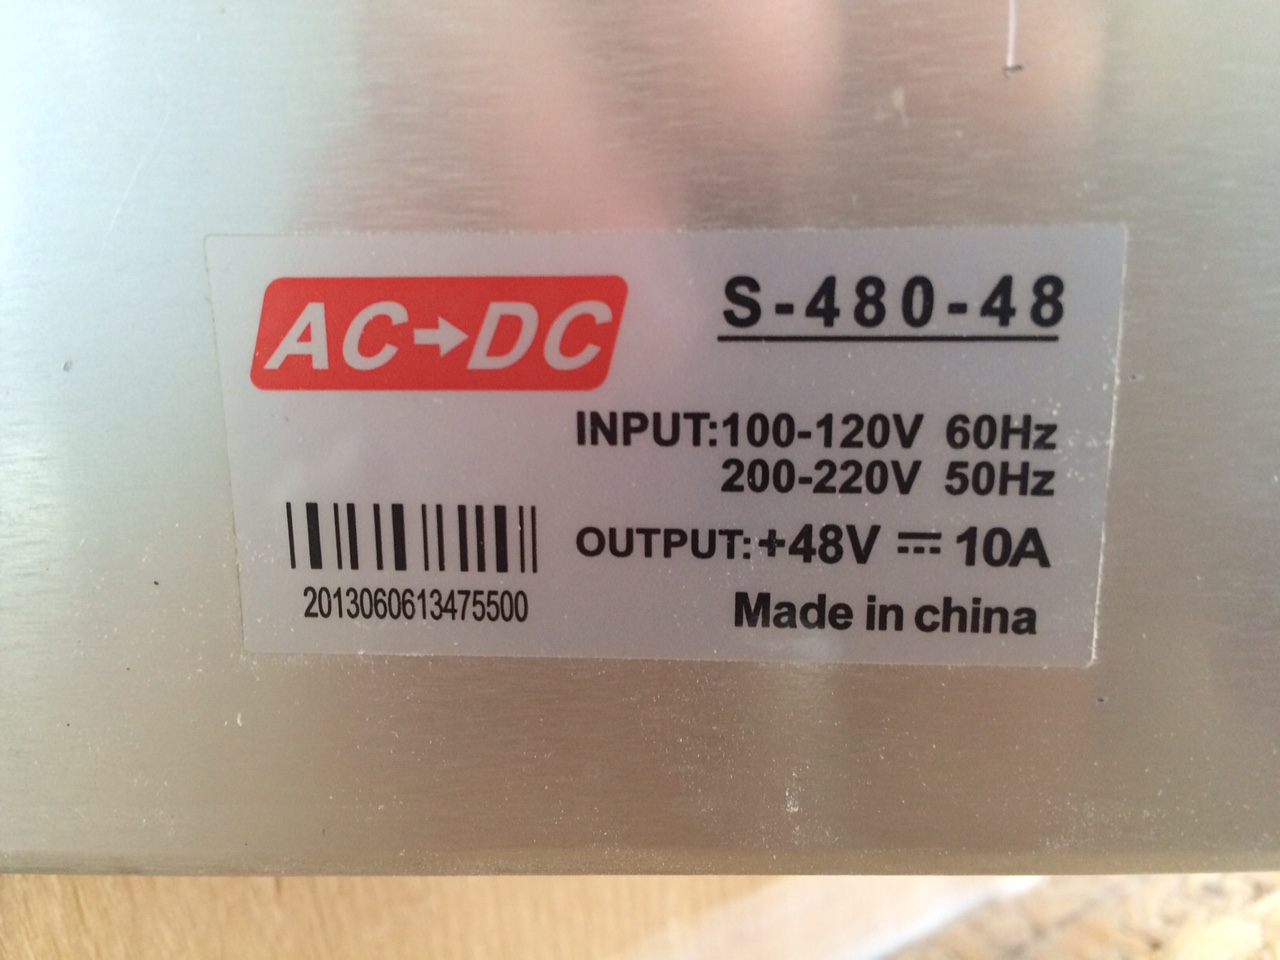 AC→DC
S-480-48
INPUT:100-120V 60Hz
200-220V 50Hz
OUTPUT:+48V ⎓ 10A
Made in china
2013060613475500